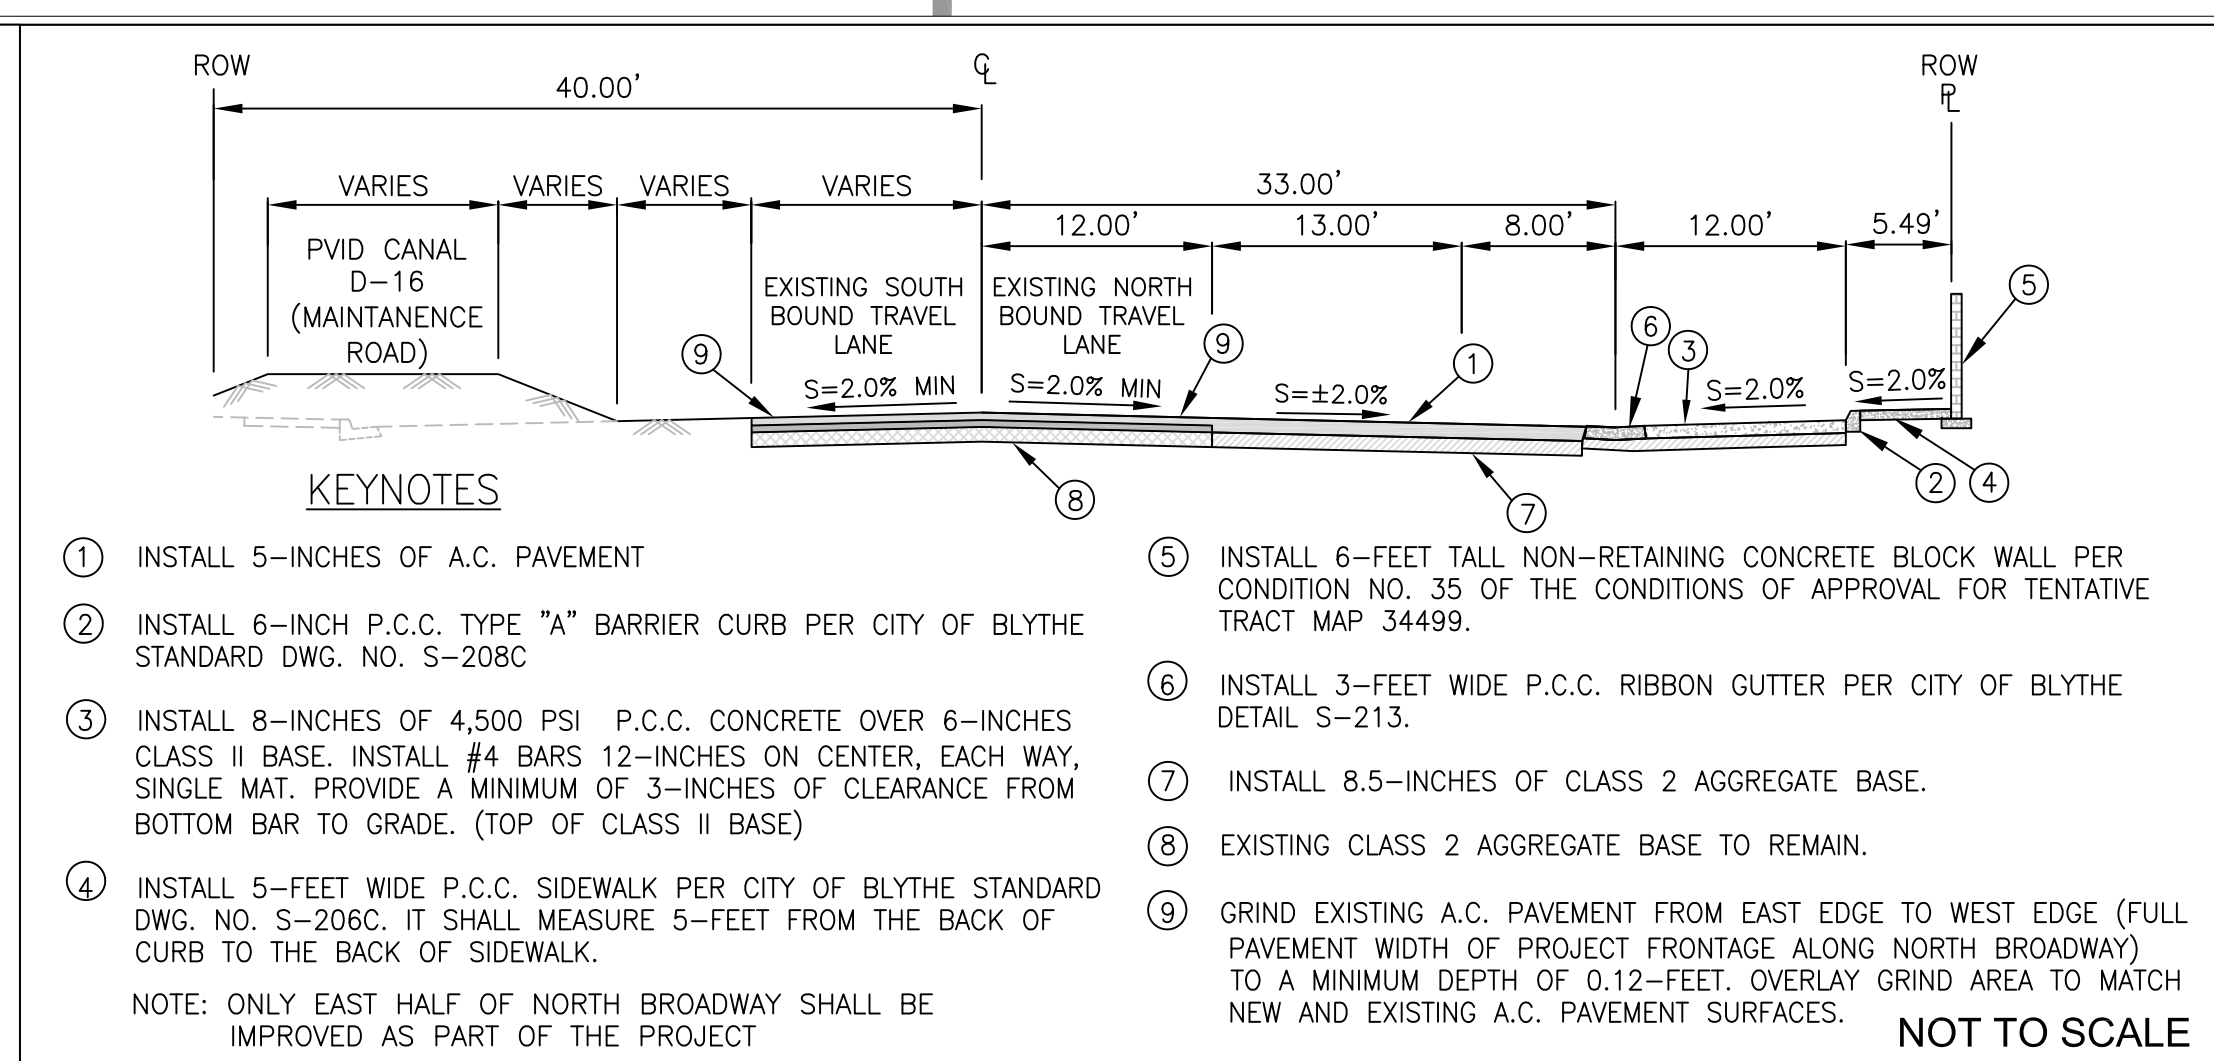 ROW
℄
ROW
⅊
40.00'
VARIES
VARIES
VARIES
VARIES
33.00'
12.00'
13.00'
8.00'
12.00'
5.49'
PVID CANAL
D-16
(MAINTANENCE
ROAD)
EXISTING SOUTH
BOUND TRAVEL
LANE
EXISTING NORTH
BOUND TRAVEL
LANE
5
6
3
9
9
1
S=2.0% MIN
S=2.0% MIN
S=±2.0%
S=2.0%
S=2.0%
8
7
2
4
KEYNOTES
1 INSTALL 5-INCHES OF A.C. PAVEMENT
2 INSTALL 6-INCH P.C.C. TYPE "A" BARRIER CURB PER CITY OF BLYTHE
STANDARD DWG. NO. S-208C
3 INSTALL 8-INCHES OF 4,500 PSI P.C.C. CONCRETE OVER 6-INCHES
CLASS II BASE. INSTALL #4 BARS 12-INCHES ON CENTER, EACH WAY,
SINGLE MAT. PROVIDE A MINIMUM OF 3-INCHES OF CLEARANCE FROM
BOTTOM BAR TO GRADE. (TOP OF CLASS II BASE)
4 INSTALL 5-FEET WIDE P.C.C. SIDEWALK PER CITY OF BLYTHE STANDARD
DWG. NO. S-206C. IT SHALL MEASURE 5-FEET FROM THE BACK OF
CURB TO THE BACK OF SIDEWALK.
NOTE: ONLY EAST HALF OF NORTH BROADWAY SHALL BE
IMPROVED AS PART OF THE PROJECT
5 INSTALL 6-FEET TALL NON-RETAINING CONCRETE BLOCK WALL PER
CONDITION NO. 35 OF THE CONDITIONS OF APPROVAL FOR TENTATIVE
TRACT MAP 34499.
6 INSTALL 3-FEET WIDE P.C.C. RIBBON GUTTER PER CITY OF BLYTHE
DETAIL S-213.
7 INSTALL 8.5-INCHES OF CLASS 2 AGGREGATE BASE.
8 EXISTING CLASS 2 AGGREGATE BASE TO REMAIN.
9 GRIND EXISTING A.C. PAVEMENT FROM EAST EDGE TO WEST EDGE (FULL
PAVEMENT WIDTH OF PROJECT FRONTAGE ALONG NORTH BROADWAY)
TO A MINIMUM DEPTH OF 0.12-FEET. OVERLAY GRIND AREA TO MATCH
NEW AND EXISTING A.C. PAVEMENT SURFACES.
NOT TO SCALE